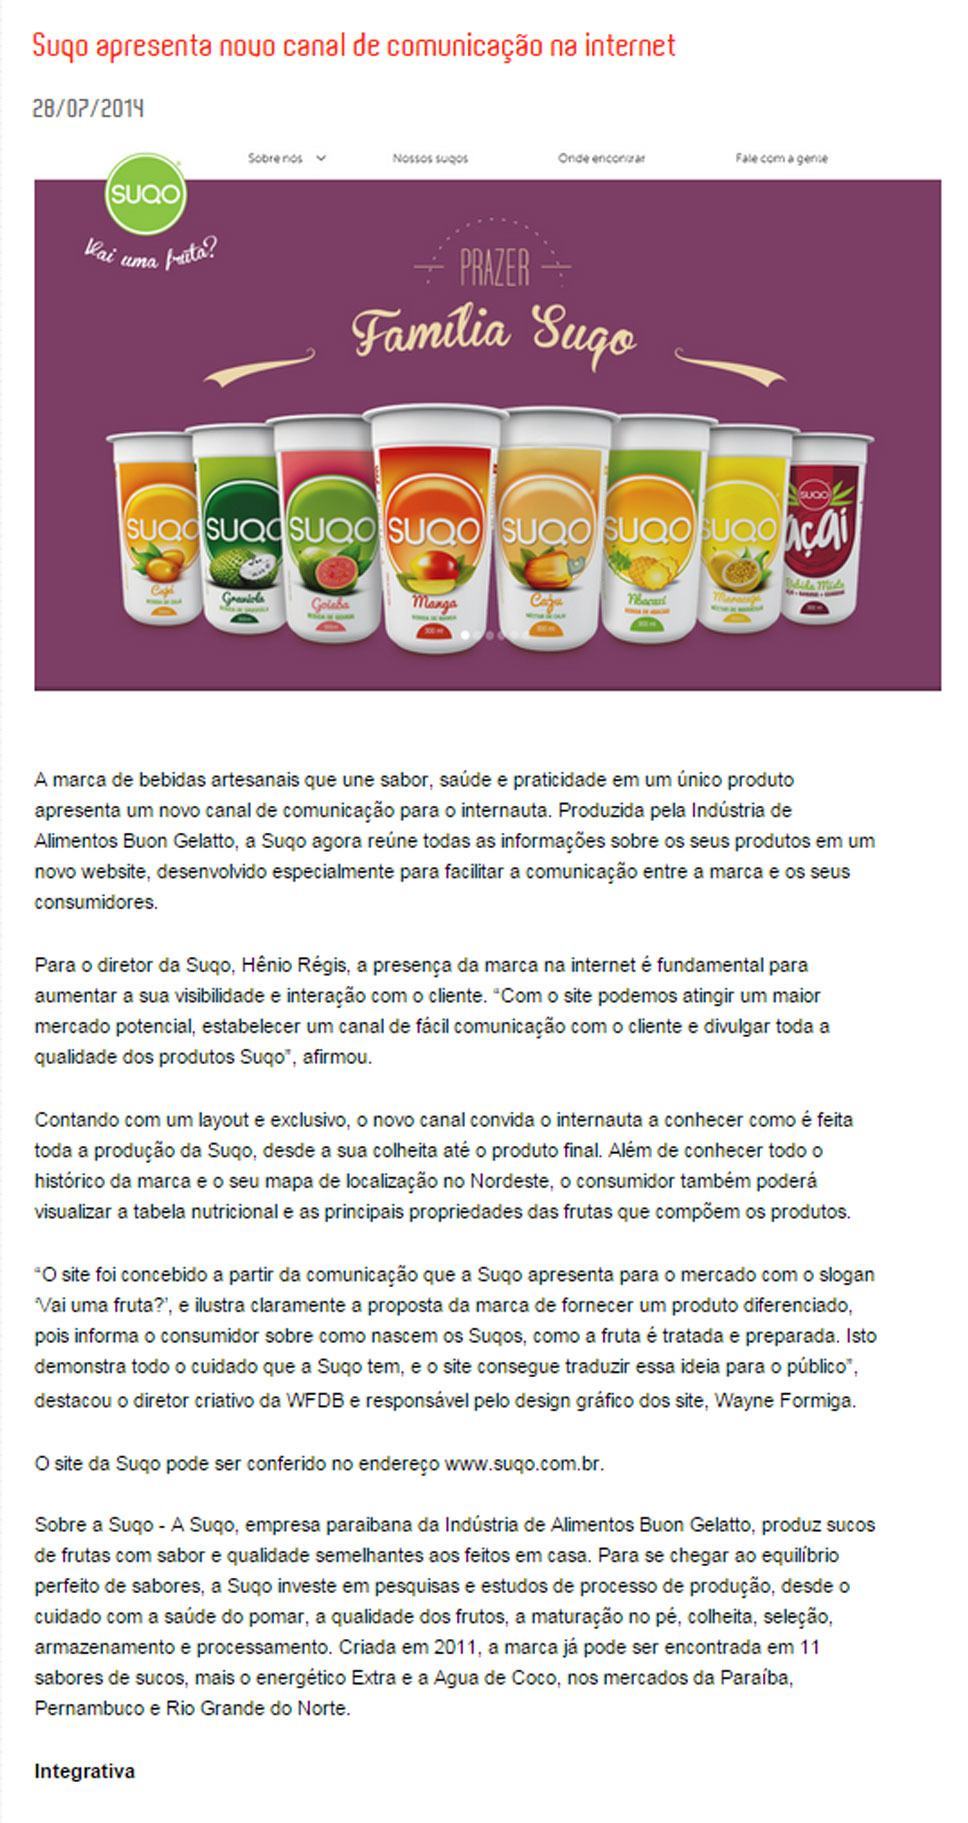 Suqo apresenta novo canal de comunicação na internet
28/07/2014
Sobre nós
Nossos suqos
Onde encontrar
Fale com a gente
SUQO
Vai uma fruta?
PRAZER
Família Suqo
SUQO
Cajá
SUQO
Graviola
SUQO
Goiaba
SUQO
Manga
BEBIDA DE MANGA
300 ml
SUQO
Caju
NÉCTAR DE CAJU
SUQO
Abacaxi
BEBIDA DE ABACAXI
300 ml
SUQO
Maracujá
NÉCTAR DE MARACUJÁ
SUQO
açaí
Bebida Mista
A marca de bebidas artesanais que une sabor, saúde e praticidade em um único produto
apresenta um novo canal de comunicação para o internauta. Produzida pela Indústria de
Alimentos Buon Gelatto, a Suqo agora reúne todas as informações sobre os seus produtos em um
novo website, desenvolvido especialmente para facilitar a comunicação entre a marca e os seus
consumidores.
Para o diretor da Suqo, Hênio Régis, a presença da marca na internet é fundamental para
aumentar a sua visibilidade e interação com o cliente. “Com o site podemos atingir um maior
mercado potencial, estabelecer um canal de fácil comunicação com o cliente e divulgar toda a
qualidade dos produtos Suqo”, afirmou.
Contando com um layout e exclusivo, o novo canal convida o internauta a conhecer como é feita
toda a produção da Suqo, desde a sua colheita até o produto final. Além de conhecer todo o
histórico da marca e o seu mapa de localização no Nordeste, o consumidor também poderá
visualizar a tabela nutricional e as principais propriedades das frutas que compõem os produtos.
“O site foi concebido a partir da comunicação que a Suqo apresenta para o mercado com o slogan
‘Vai uma fruta?’, e ilustra claramente a proposta da marca de fornecer um produto diferenciado,
pois informa o consumidor sobre como nascem os Suqos, como a fruta é tratada e preparada. Isto
demonstra todo o cuidado que a Suqo tem, e o site consegue traduzir essa ideia para o público”,
destacou o diretor criativo da WFDB e responsável pelo design gráfico dos site, Wayne Formiga.
O site da Suqo pode ser conferido no endereço www.suqo.com.br.
Sobre a Suqo - A Suqo, empresa paraibana da Indústria de Alimentos Buon Gelatto, produz sucos
de frutas com sabor e qualidade semelhantes aos feitos em casa. Para se chegar ao equilíbrio
perfeito de sabores, a Suqo investe em pesquisas e estudos de processo de produção, desde o
cuidado com a saúde do pomar, a qualidade dos frutos, a maturação no pé, colheita, seleção,
armazenamento e processamento. Criada em 2011, a marca já pode ser encontrada em 11
sabores de sucos, mais o energético Extra e a Agua de Coco, nos mercados da Paraíba,
Pernambuco e Rio Grande do Norte.
Integrativa